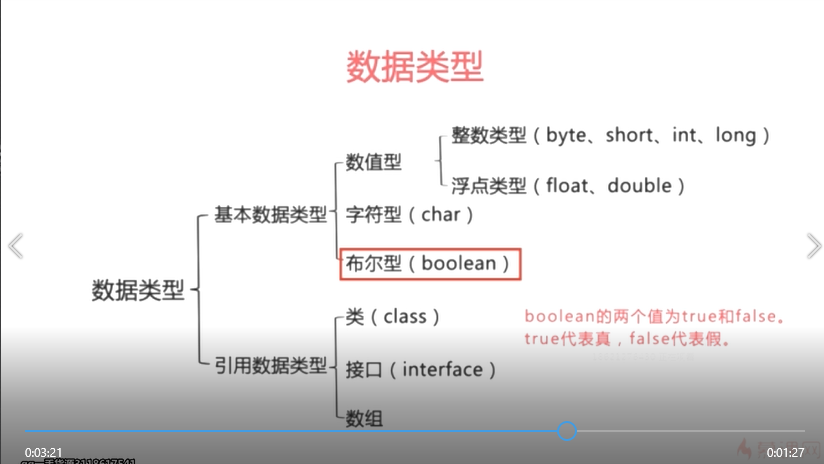 数据类型
整数类型（byte、short、int、long）
数值型
浮点类型（float、double）
基本数据类型
字符型（char）
布尔型（boolean）
数据类型
类（class）
boolean的两个值为true和false。
true代表真，false代表假。
引用数据类型
接口（interface）
数组
0:03:21
0:01:27